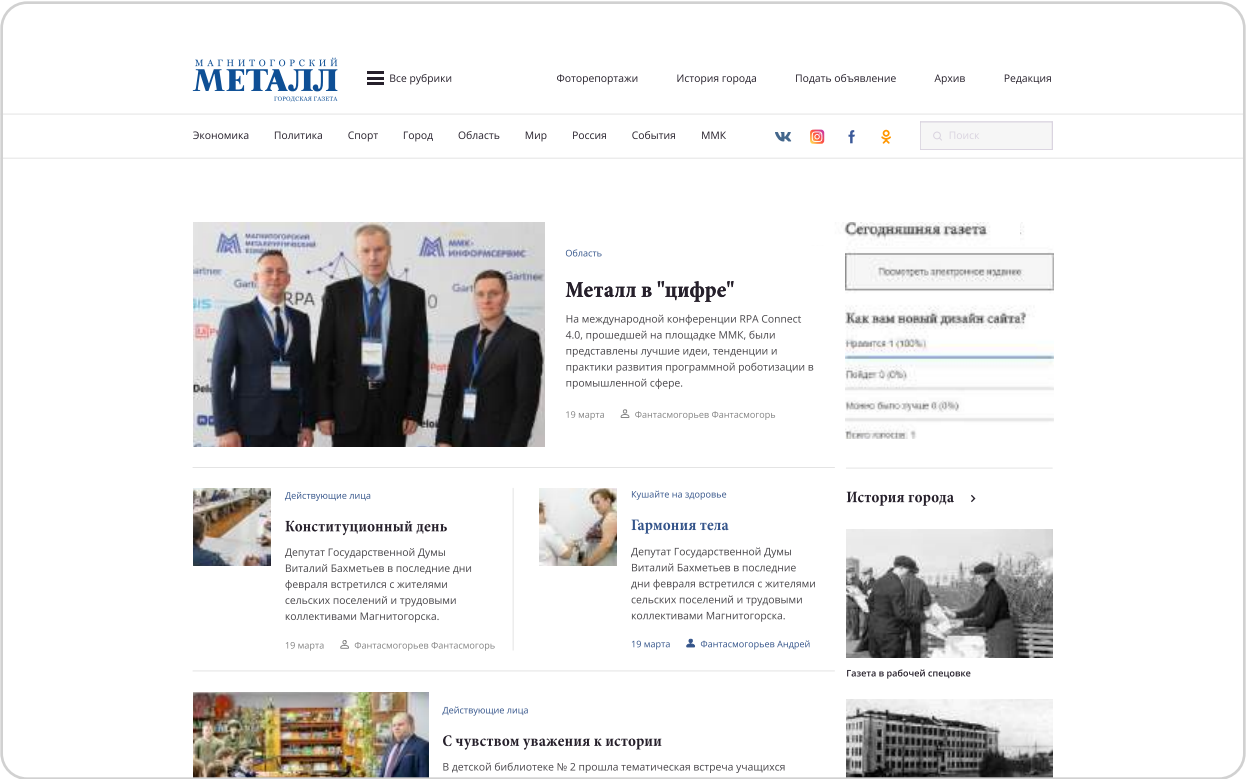 МАГНИТОГОРСКИЙ
МЕТАЛЛ
ГОРОДСКАЯ ГАЗЕТА
Все рубрики
Фоторепортажи
История города
Подать объявление
Архив
Редакция
Экономика
Политика
Спорт
Город
Область
Мир
Россия
События
ММК
Поиск
МАГНИТОГОРСКИЙ
МЕТАЛЛУРГИЧЕСКИЙ
ММК-
ИНФОРМСЕРВИС
Область
Металл в "цифре"
На международной конференции RPA Connect
4.0, прошедшей на площадке ММК, были
представлены лучшие идеи, тенденции и
практики развития программной роботизации в
промышленной сфере.
19 марта
Фантасмогорьев Фантасмогорь
Сегодняшняя газета
Посмотреть электронное издание
Как вам новый дизайн сайта?
Нравится 1 (100%)
Пойдет 0 (0%)
Можно было лучше 0 (0%)
Всего голосов: 1
Действующие лица
Конституционный день
Депутат Государственной Думы
Виталий Бахметьев в последние дни
февраля встретился с жителями
сельских поселений и трудовыми
коллективами Магнитогорска.
19 марта
Фантасмогорьев Фантасмогорь
Кушайте на здоровье
Гармония тела
Депутат Государственной Думы
Виталий Бахметьев в последние
дни февраля встретился с жителями
сельских поселений и трудовыми
коллективами Магнитогорска.
19 марта
Фантасмогорьев Андрей
История города
Газета в рабочей спецовке
Действующие лица
С чувством уважения к истории
В детской библиотеке № 2 прошла тематическая встреча учащихся